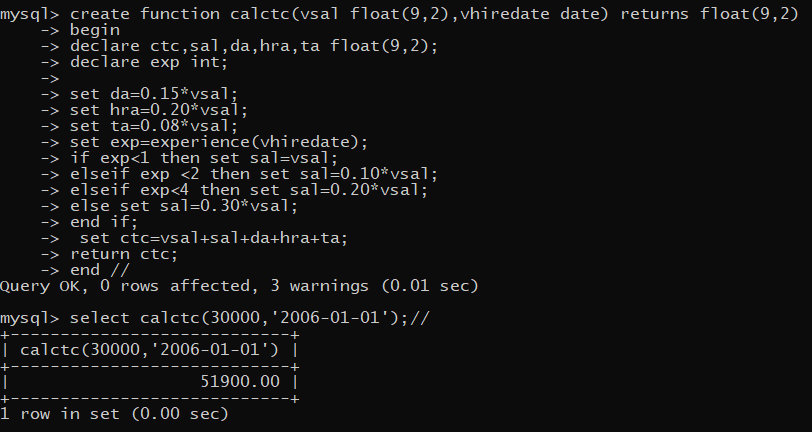 mysql> create function calctc(vsal float(9,2),vhiredate date) returns float(9,2)
    -> begin
    -> declare ctc,sal,da,hra,ta float(9,2);
    -> declare exp int;
    ->
    -> set da=0.15*vsal;
    -> set hra=0.20*vsal;
    -> set ta=0.08*vsal;
    -> set exp=experience(vhiredate);
    -> if exp<1 then set sal=vsal;
    -> elseif exp <2 then set sal=0.10*vsal;
    -> elseif exp<4 then set sal=0.20*vsal;
    -> else set sal=0.30*vsal;
    -> end if;
    ->  set ctc=vsal+sal+da+hra+ta;
    -> return ctc;
    -> end //
Query OK, 0 rows affected, 3 warnings (0.01 sec)

mysql> select calctc(30000,'2006-01-01');//
+----------------------------+
| calctc(30000,'2006-01-01') |
+----------------------------+
|                   51900.00 |
+----------------------------+
1 row in set (0.00 sec)